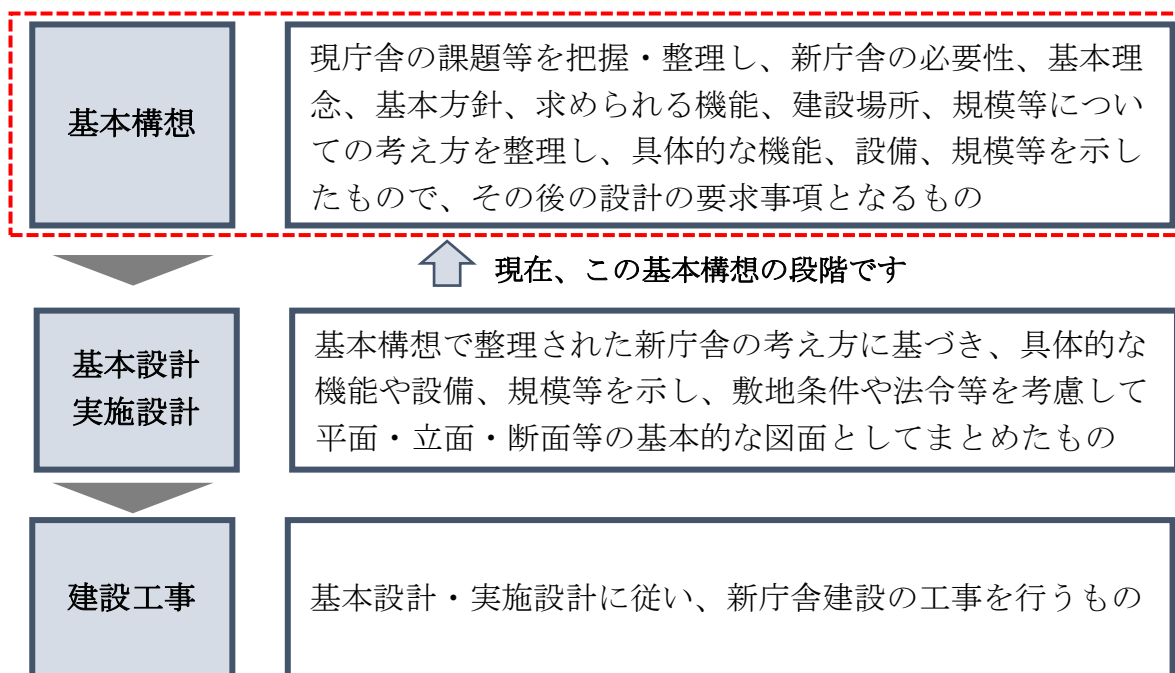 基本構想
現庁舎の課題等を把握・整理し、新庁舎の必要性、基本理
念、基本方針、求められる機能、建設場所、規模等につい
ての考え方を整理し、具体的な機能、設備、規模等を示し
たもので、その後の設計の要求事項となるもの
現在、この基本構想の段階です
基本設計
実施設計
基本構想で整理された新庁舎の考え方に基づき、具体的な
機能や設備、規模等を示し、敷地条件や法令等を考慮して
平面・立面・断面等の基本的な図面としてまとめたもの
建設工事
基本設計・実施設計に従い、新庁舎建設の工事を行うもの